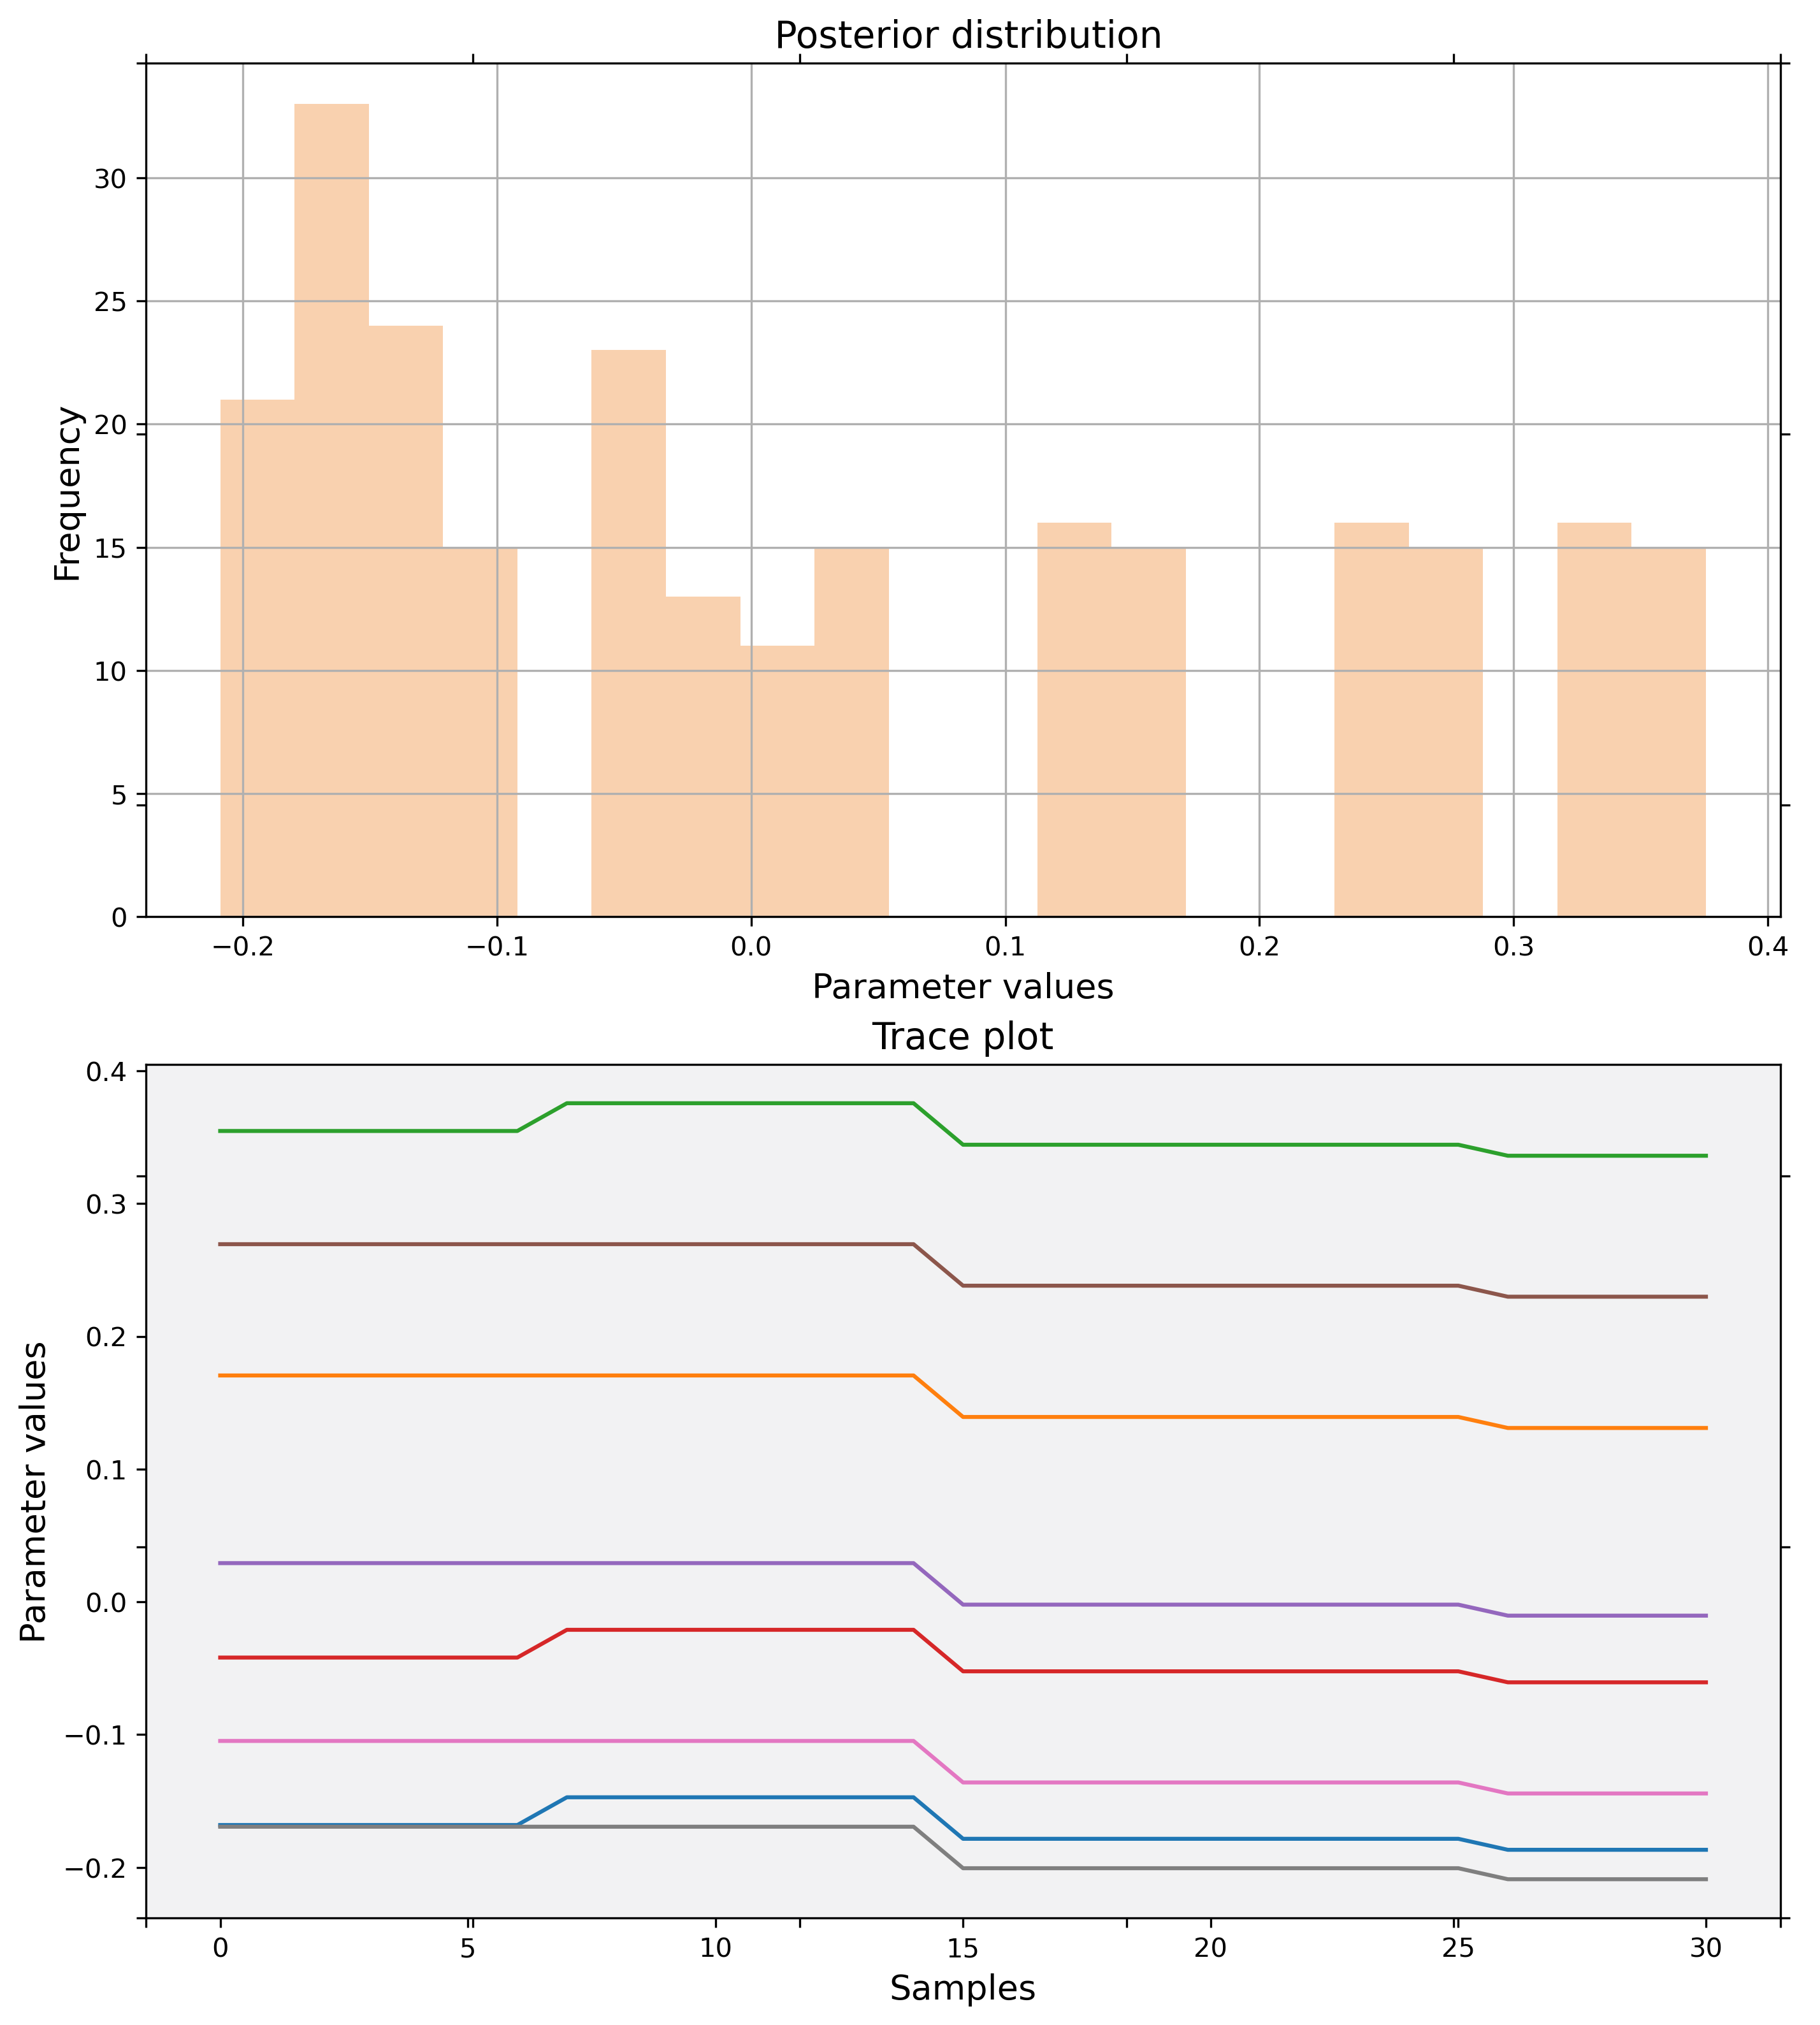 Posterior distribution
Frequency
30
25
20
15
10
5
0
−0.2 −0.1 0.0 0.1 0.2 0.3 0.4
Parameter values
Trace plot
Parameter values
0.4
0.3
0.2
0.1
0.0
−0.1
−0.2
0 5 10 15 20 25 30
Samples